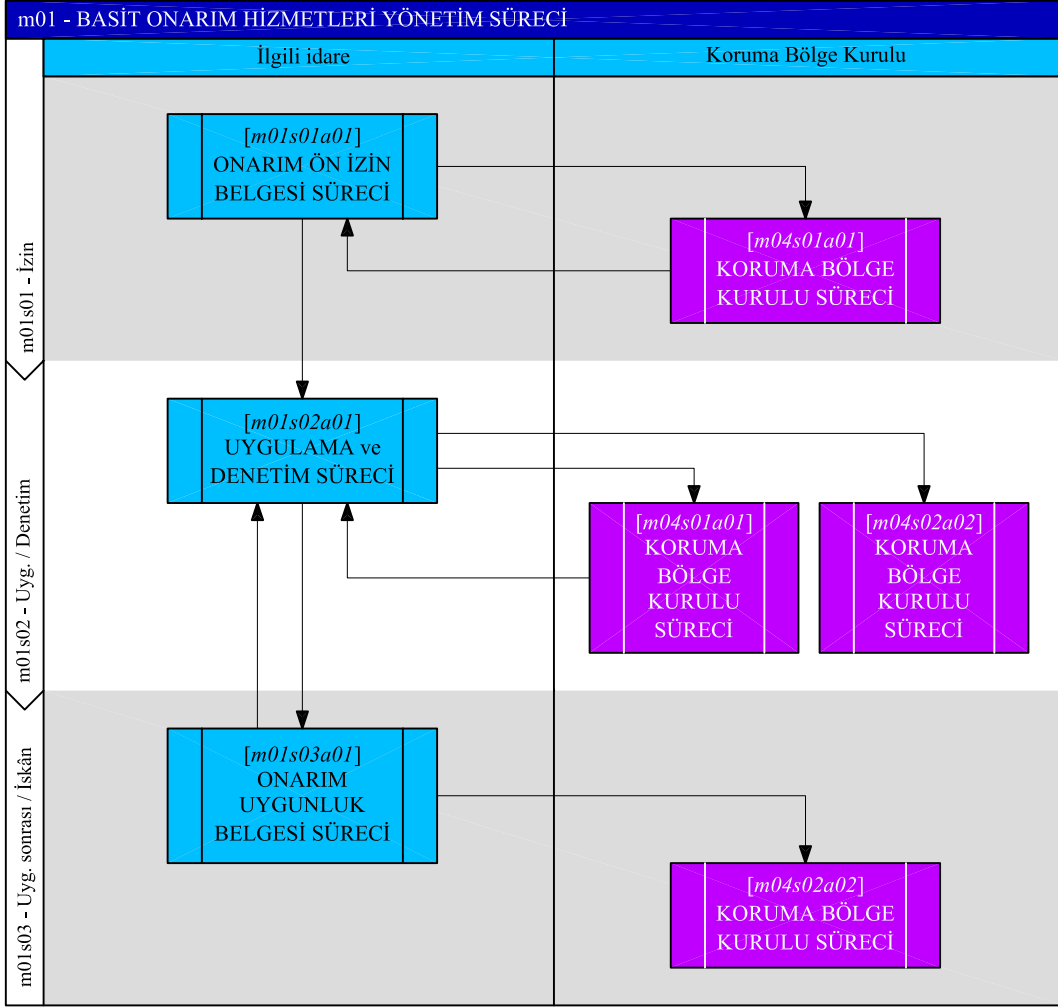 m01 - BASİT ONARIM HİZMETLERİ YÖNETİM SÜRECİ
İlgili idare
Koruma Bölge Kurulu
m01s01 - İzin
[m01s01a01]
ONARIM ÖN İZİN
BELGESİ SÜRECİ
[m04s01a01]
KORUMA BÖLGE
KURULU SÜRECİ
m01s02 - Uyg. / Denetim
[m01s02a01]
UYGULAMA ve
DENETİM SÜRECİ
[m04s01a01]
KORUMA
BÖLGE
KURULU
SÜRECİ
[m04s02a02]
KORUMA
BÖLGE
KURULU
SÜRECİ
m01s03 - Uyg. sonrası / İskân
[m01s03a01]
ONARIM
UYGUNLUK
BELGESİ SÜRECİ
[m04s02a02]
KORUMA BÖLGE
KURULU SÜRECİ